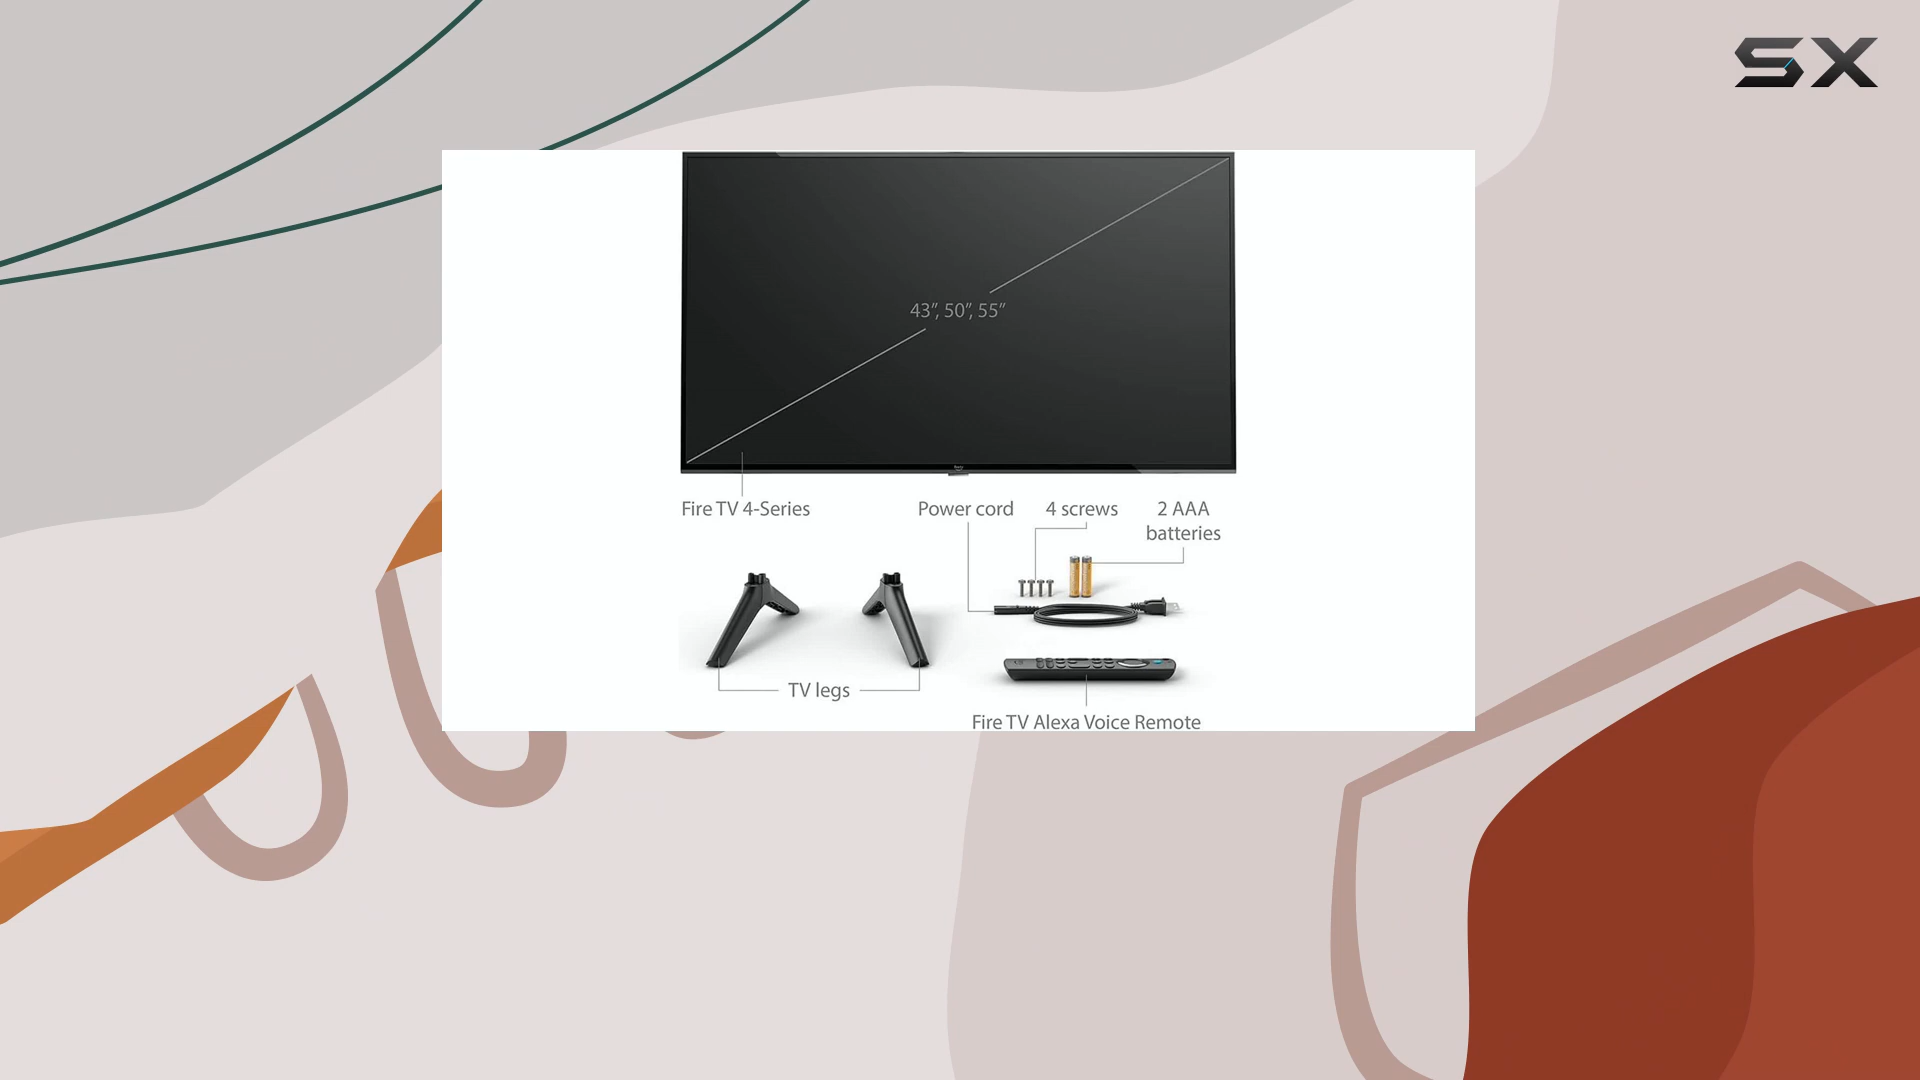 SX
43”, 50”, 55”
Fire TV 4-Series
Power cord
4 screws
2 AAA
batteries
TV legs
Fire TV Alexa Voice Remote